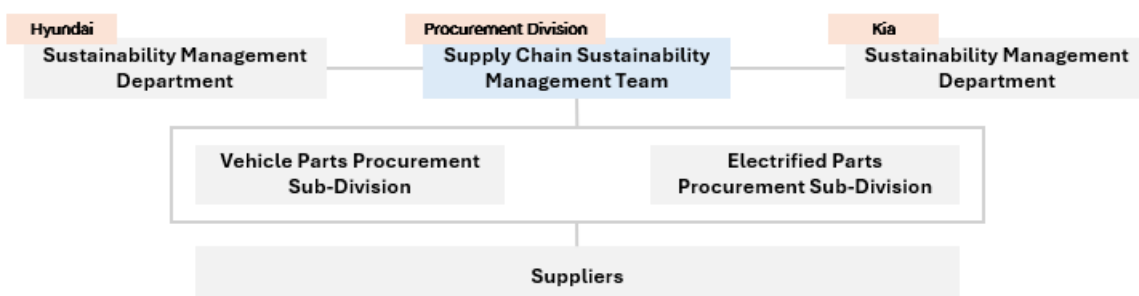 Hyundai
Sustainability Management
Department
Procurement Division
Supply Chain Sustainability
Management Team
Kia
Sustainability Management
Department
Vehicle Parts Procurement
Sub-Division
Electrified Parts
Procurement Sub-Division
Suppliers